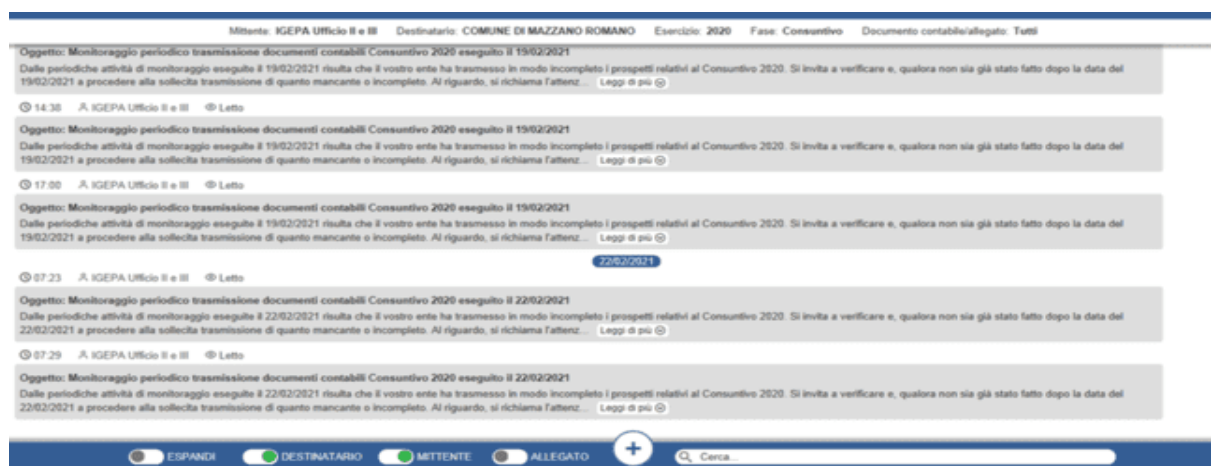 Mittente: IGEPA Ufficio II e III Destinatario: COMUNE DI MAZZANO ROMANO Esercizio: 2020 Fase: Consuntivo Documento contabile/allegato: Tutti
Oggetto: Monitoraggio periodico trasmissione documenti contabili Consuntivo 2020 eseguito il 19/02/2021
Dalle periodiche attività di monitoraggio eseguite il 19/02/2021 risulta che il vostro ente ha trasmesso in modo incompleto i prospetti relativi al Consuntivo 2020. Si invita a verificare e, qualora non sia già stato fatto dopo la data del
19/02/2021 a procedere alla sollecita trasmissione di quanto mancante o incompleto. Al riguardo, si richiama l'attenz... Leggi di più
14:38 IGEPA Ufficio II e III Letto
Oggetto: Monitoraggio periodico trasmissione documenti contabili Consuntivo 2020 eseguito il 19/02/2021
Dalle periodiche attività di monitoraggio eseguite il 19/02/2021 risulta che il vostro ente ha trasmesso in modo incompleto i prospetti relativi al Consuntivo 2020. Si invita a verificare e, qualora non sia già stato fatto dopo la data del
19/02/2021 a procedere alla sollecita trasmissione di quanto mancante o incompleto. Al riguardo, si richiama l'attenz... Leggi di più
17:00 IGEPA Ufficio II e III Letto
Oggetto: Monitoraggio periodico trasmissione documenti contabili Consuntivo 2020 eseguito il 19/02/2021
Dalle periodiche attività di monitoraggio eseguite il 19/02/2021 risulta che il vostro ente ha trasmesso in modo incompleto i prospetti relativi al Consuntivo 2020. Si invita a verificare e, qualora non sia già stato fatto dopo la data del
19/02/2021 a procedere alla sollecita trasmissione di quanto mancante o incompleto. Al riguardo, si richiama l'attenz... Leggi di più
22/02/2021
07:23 IGEPA Ufficio II e III Letto
Oggetto: Monitoraggio periodico trasmissione documenti contabili Consuntivo 2020 eseguito il 22/02/2021
Dalle periodiche attività di monitoraggio eseguite il 22/02/2021 risulta che il vostro ente ha trasmesso in modo incompleto i prospetti relativi al Consuntivo 2020. Si invita a verificare e, qualora non sia già stato fatto dopo la data del
22/02/2021 a procedere alla sollecita trasmissione di quanto mancante o incompleto. Al riguardo, si richiama l'attenz... Leggi di più
07:29 IGEPA Ufficio II e III Letto
Oggetto: Monitoraggio periodico trasmissione documenti contabili Consuntivo 2020 eseguito il 22/02/2021
Dalle periodiche attività di monitoraggio eseguite il 22/02/2021 risulta che il vostro ente ha trasmesso in modo incompleto i prospetti relativi al Consuntivo 2020. Si invita a verificare e, qualora non sia già stato fatto dopo la data del
22/02/2021 a procedere alla sollecita trasmissione di quanto mancante o incompleto. Al riguardo, si richiama l'attenz... Leggi di più
ESPANDI DESTINATARIO MITTENTE ALLEGATO + Cerca...